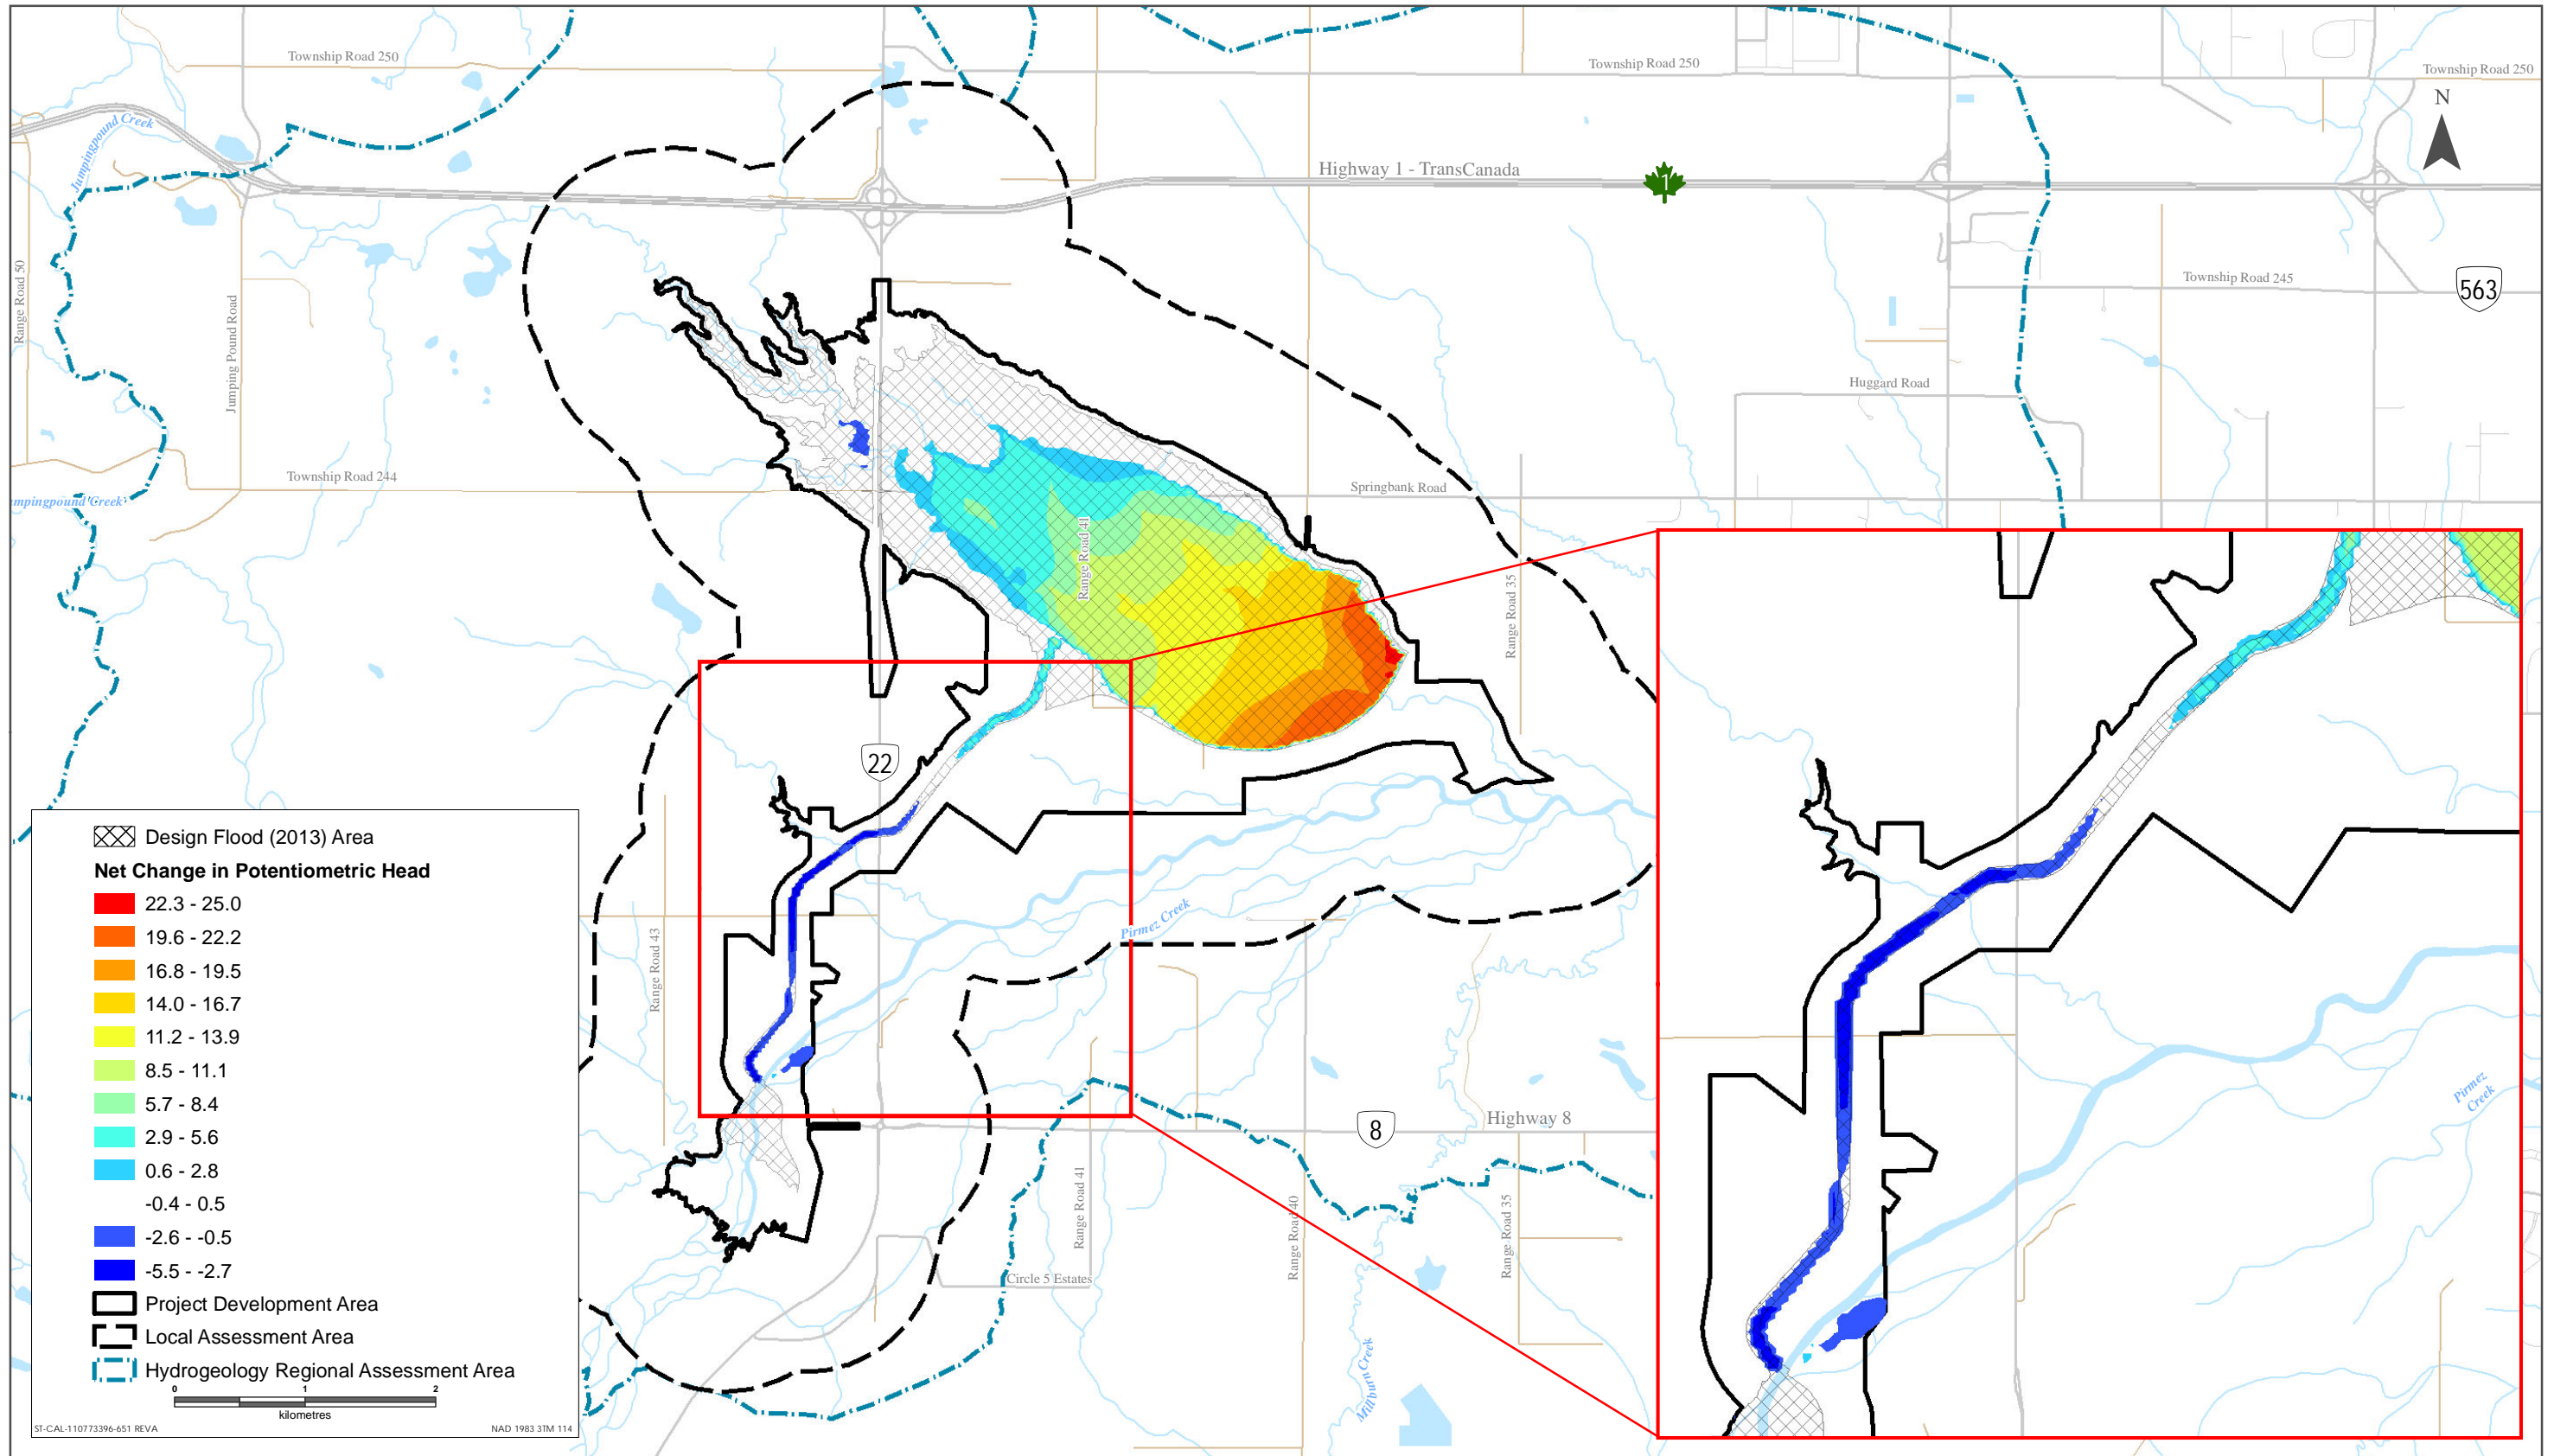 Township Road 250
Township Road 250
Township Road 250
N
Jumpingpound Creek
Highway 1 - TransCanada
1
Range Road 50
Jumping Pound Road
Township Road 245
563
Huggard Road
Township Road 244
Springbank Road
mpingpound Creek
Range Road 41
Range Road 35
22
Range Road 43
Pirmez Creek
Pirmez
Creek
8
Highway 8
Range Road 41
Range Road 40
Range Road 35
Circle 5 Estates
Millburn Creek
Design Flood (2013) Area
Net Change in Potentiometric Head
22.3 - 25.0
19.6 - 22.2
16.8 - 19.5
14.0 - 16.7
11.2 - 13.9
8.5 - 11.1
5.7 - 8.4
2.9 - 5.6
0.6 - 2.8
-0.4 - 0.5
-2.6 - -0.5
-5.5 - -2.7
Project Development Area
Local Assessment Area
Hydrogeology Regional Assessment Area
0 1 2
kilometres
ST-CAL-110773396-651 REVA
NAD 1983 3TM 114